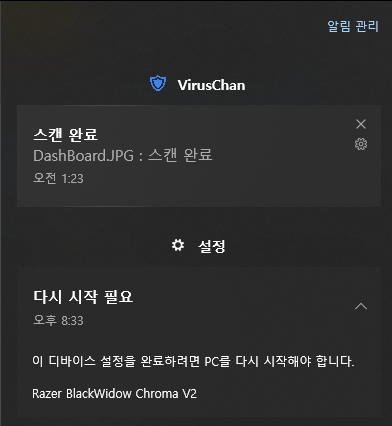 알림 관리
VirusChan
스캔 완료
DashBoard.JPG : 스캔 완료
오전 1:23
설정
다시 시작 필요
오후 8:33
이 디바이스 설정을 완료하려면 PC를 다시 시작해야 합니다.
Razer BlackWidow Chroma V2